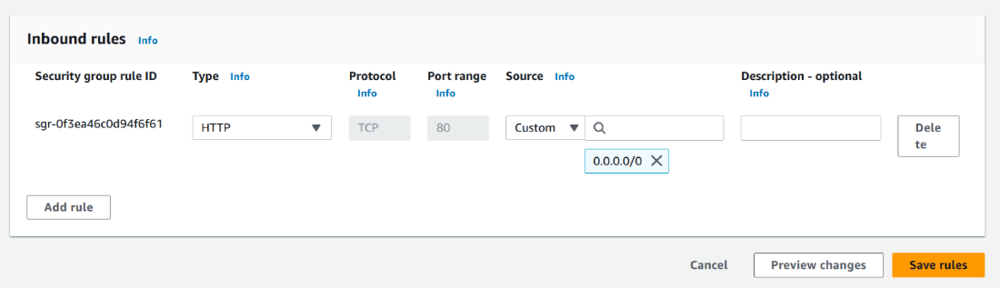 Inbound rules Info
Security group rule ID Type Info Protocol Info Port range Info Source Info Description - optional Info
sgr-0f3ea46c0d94f6f61 HTTP TCP 80 Custom Dele
te
0.0.0.0/0
Add rule
Cancel Preview changes Save rules